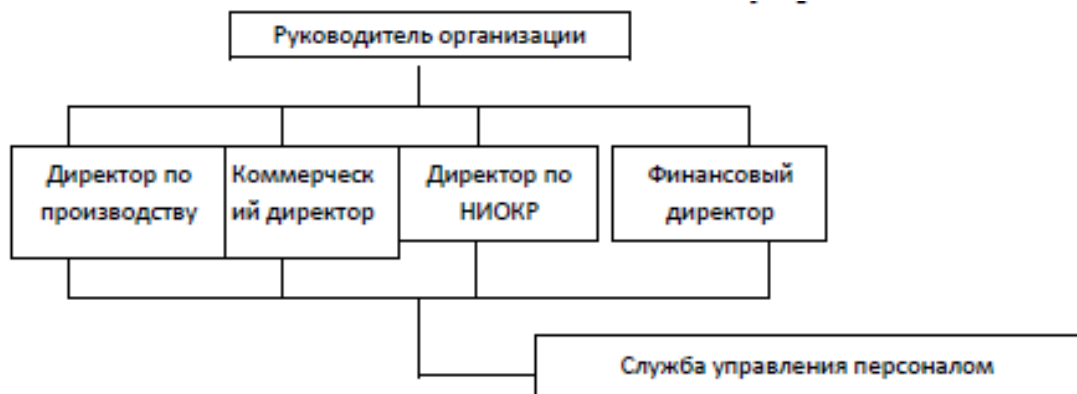 Руководитель организации
Директор по
производству
Коммерческ
ий директор
Директор по
НИОКР
Финансовый
директор
Служба управления персоналом